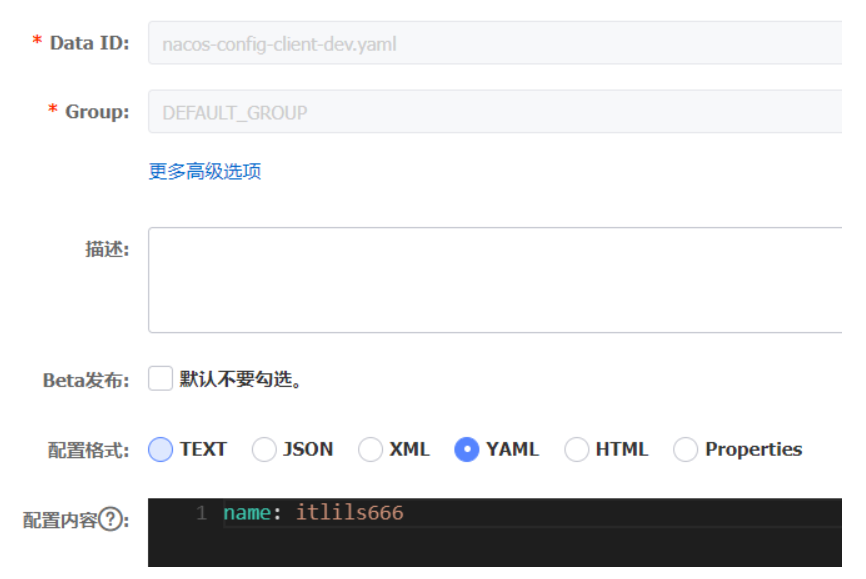 * Data ID: nacos-config-client-dev.yaml
* Group: DEFAULT_GROUP
更多高级选项
描述:
Beta发布: 默认不要勾选。
配置格式: TEXT JSON XML YAML HTML Properties
配置内容?: 1 name: itlils666